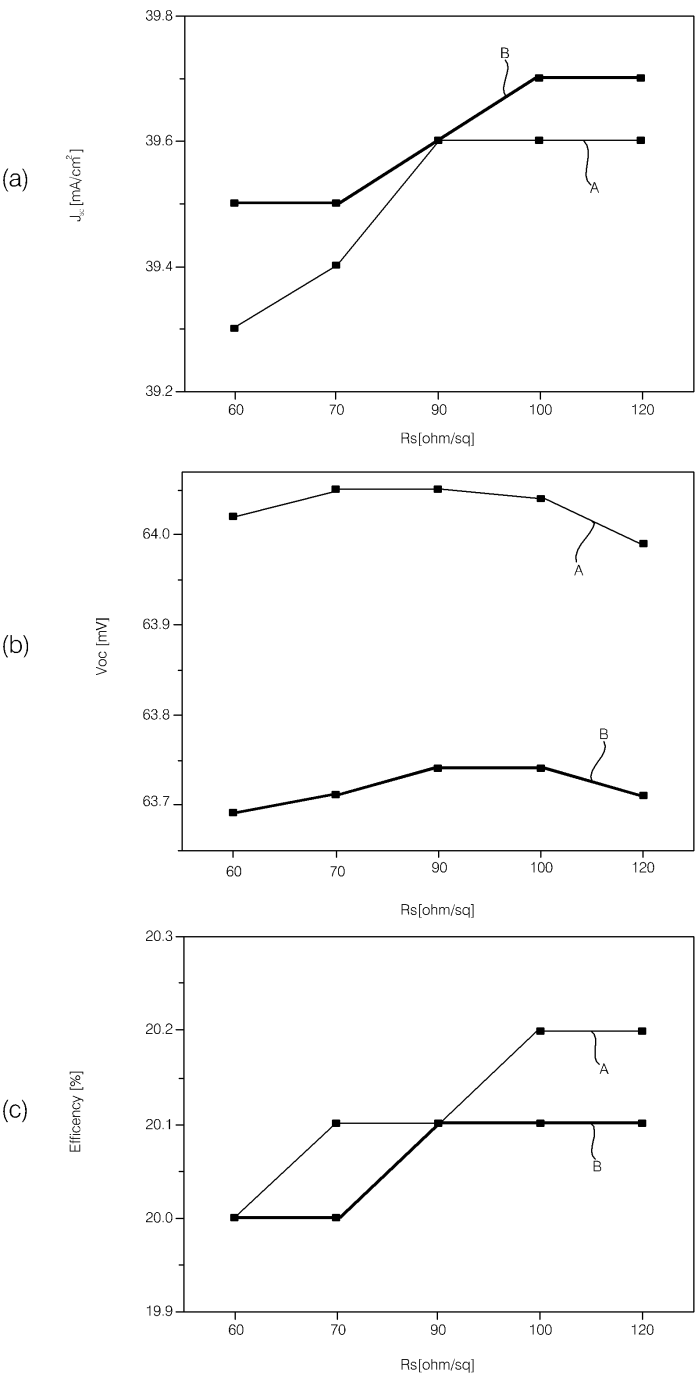 (a)
Jsc [mA/cm²]
39.8
39.6
39.4
39.2
B
A
60 70 90 100 120
Rs[ohm/sq]
(b)
Voc [mV]
64.0
63.9
63.8
63.7
A
B
60 70 90 100 120
Rs[ohm/sq]
(c)
Efficency [%]
20.3
20.2
20.1
20.0
19.9
A
B
60 70 90 100 120
Rs[ohm/sq]